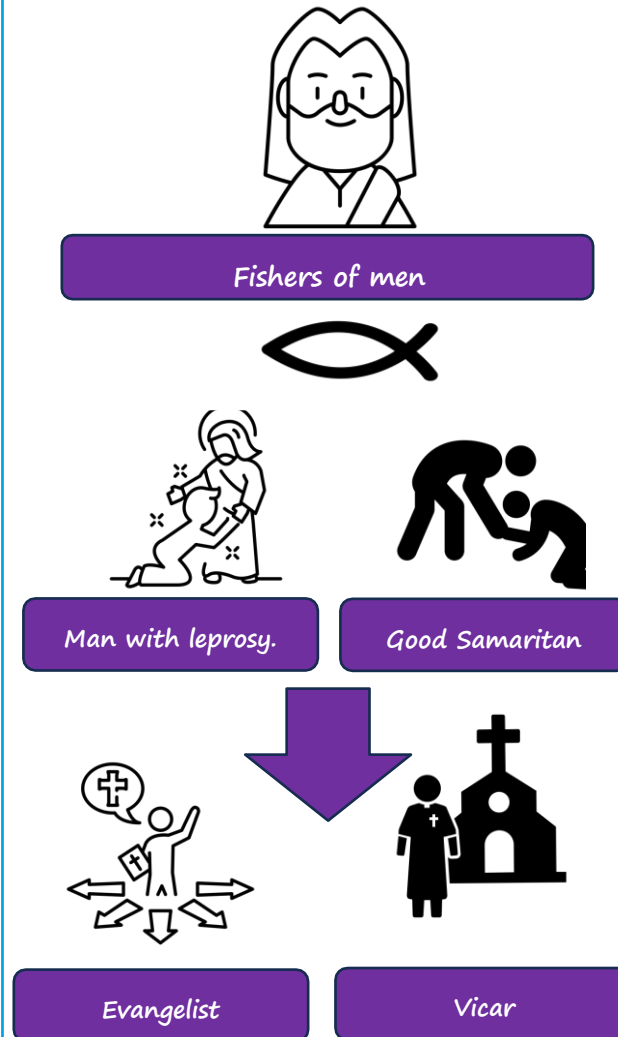 Fishers of men
Man with leprosy.
Good Samaritan
Evangelist
Vicar